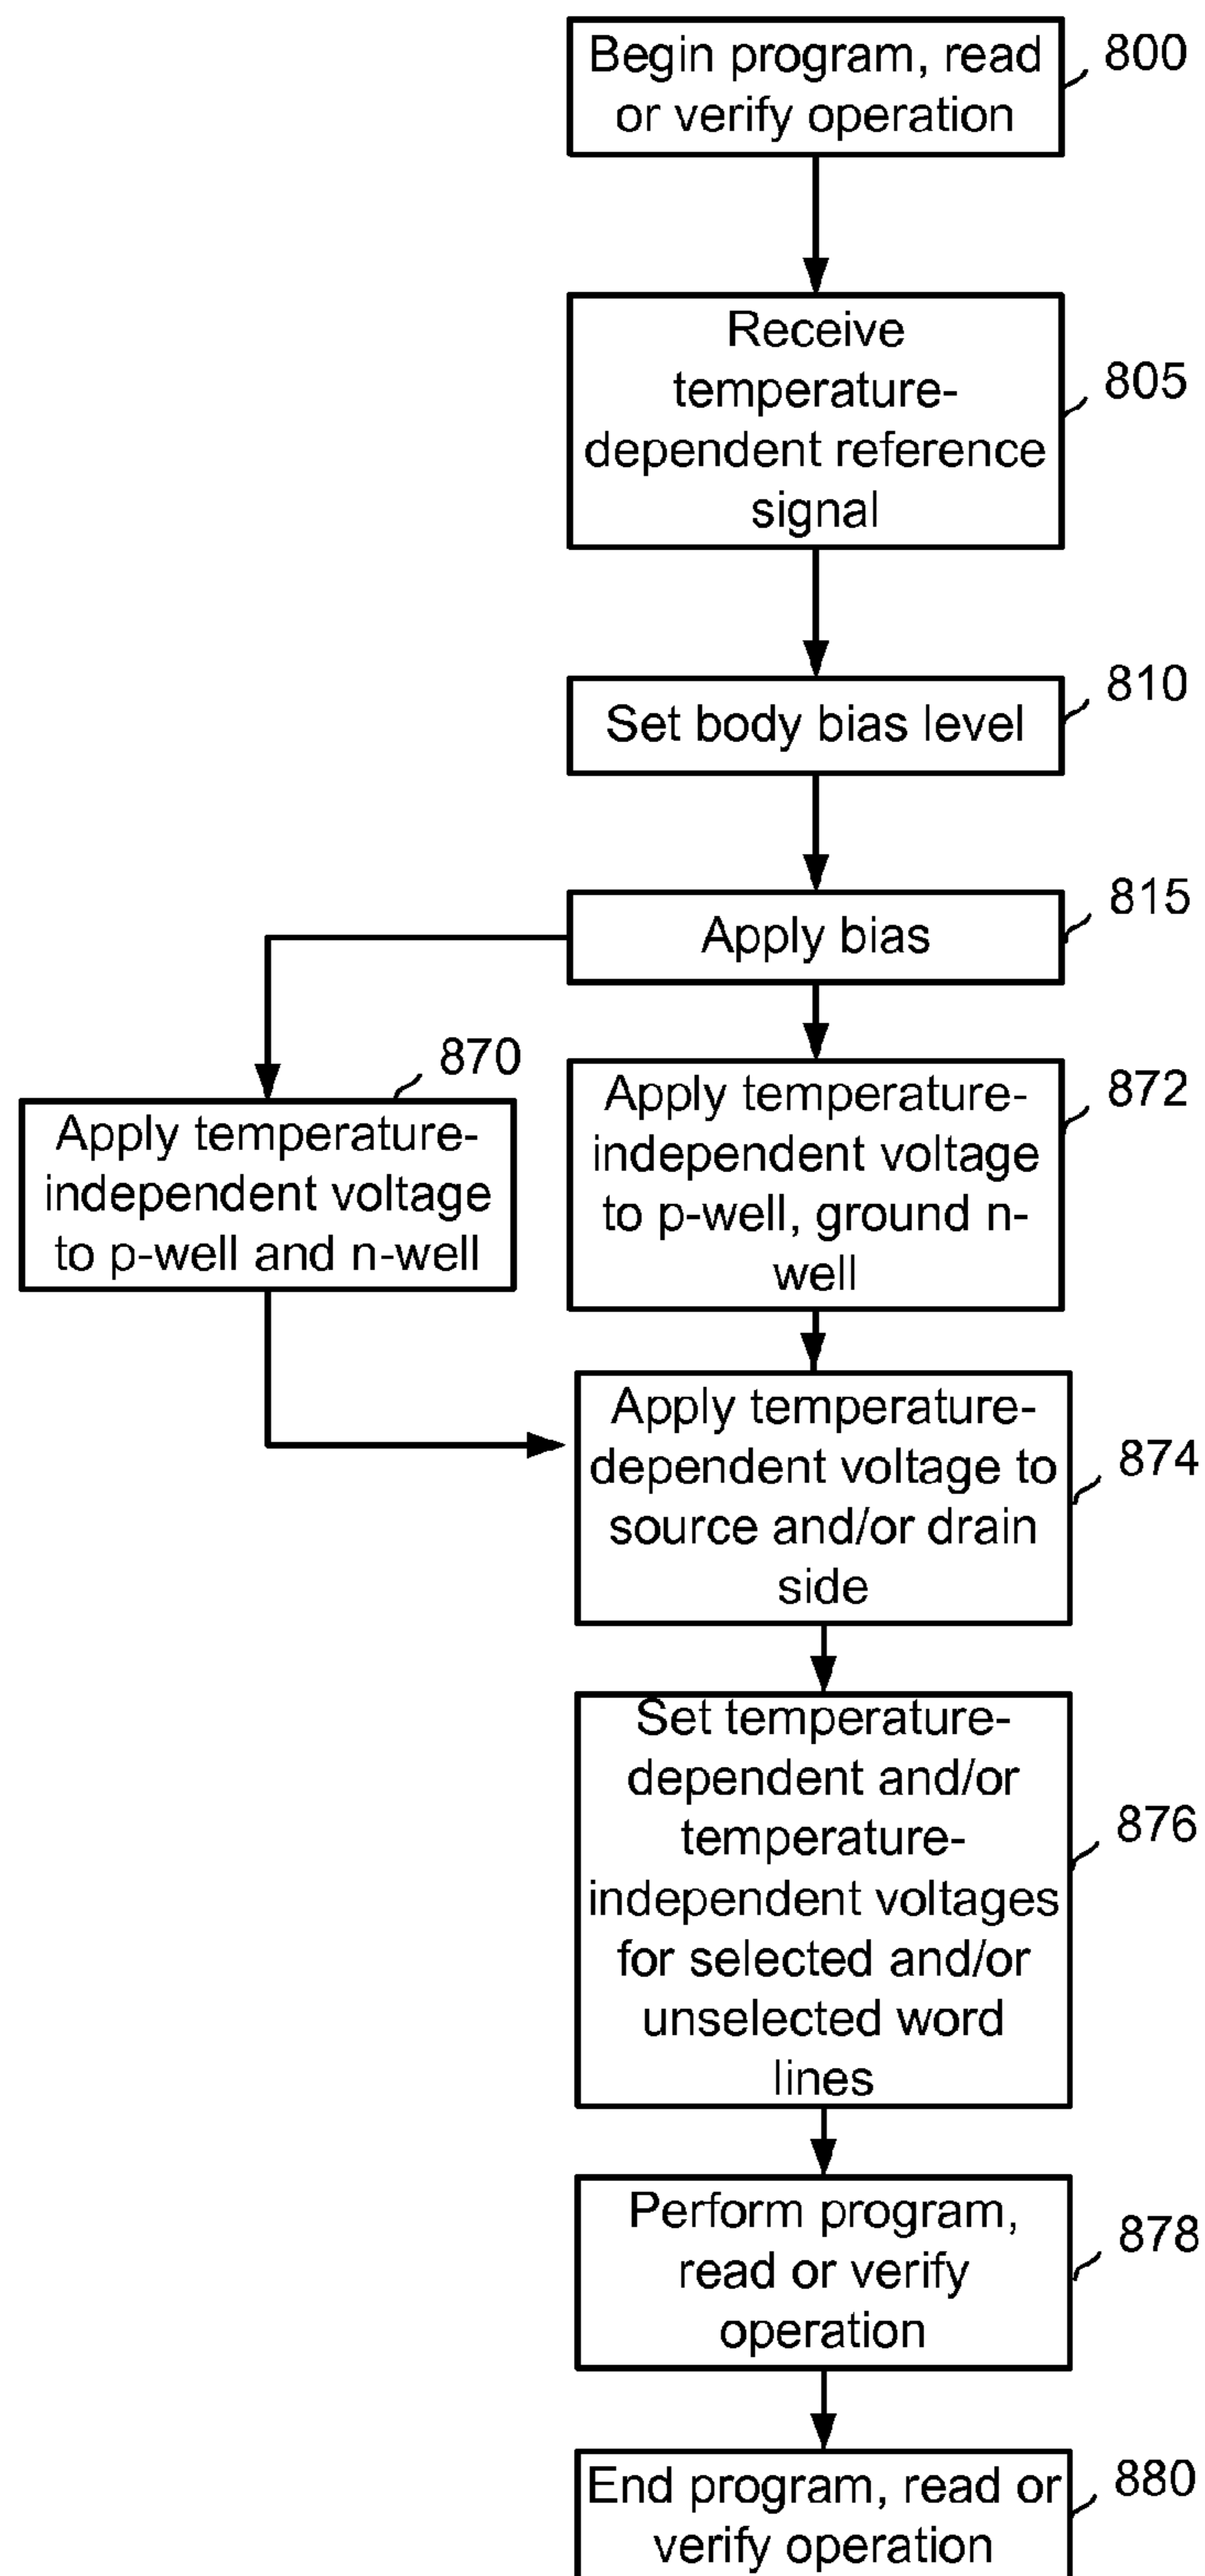 Begin program, read
or verify operation
800
Receive
temperature-
dependent reference
signal
805
Set body bias level
810
Apply bias
815
870
Apply temperature-
independent voltage
to p-well and n-well
Apply temperature-
independent voltage
to p-well, ground n-
well
872
Apply temperature-
dependent voltage to
source and/or drain
side
874
Set temperature-
dependent and/or
temperature-
independent voltages
for selected and/or
unselected word
lines
876
Perform program,
read or verify
operation
878
End program, read or
verify operation
880